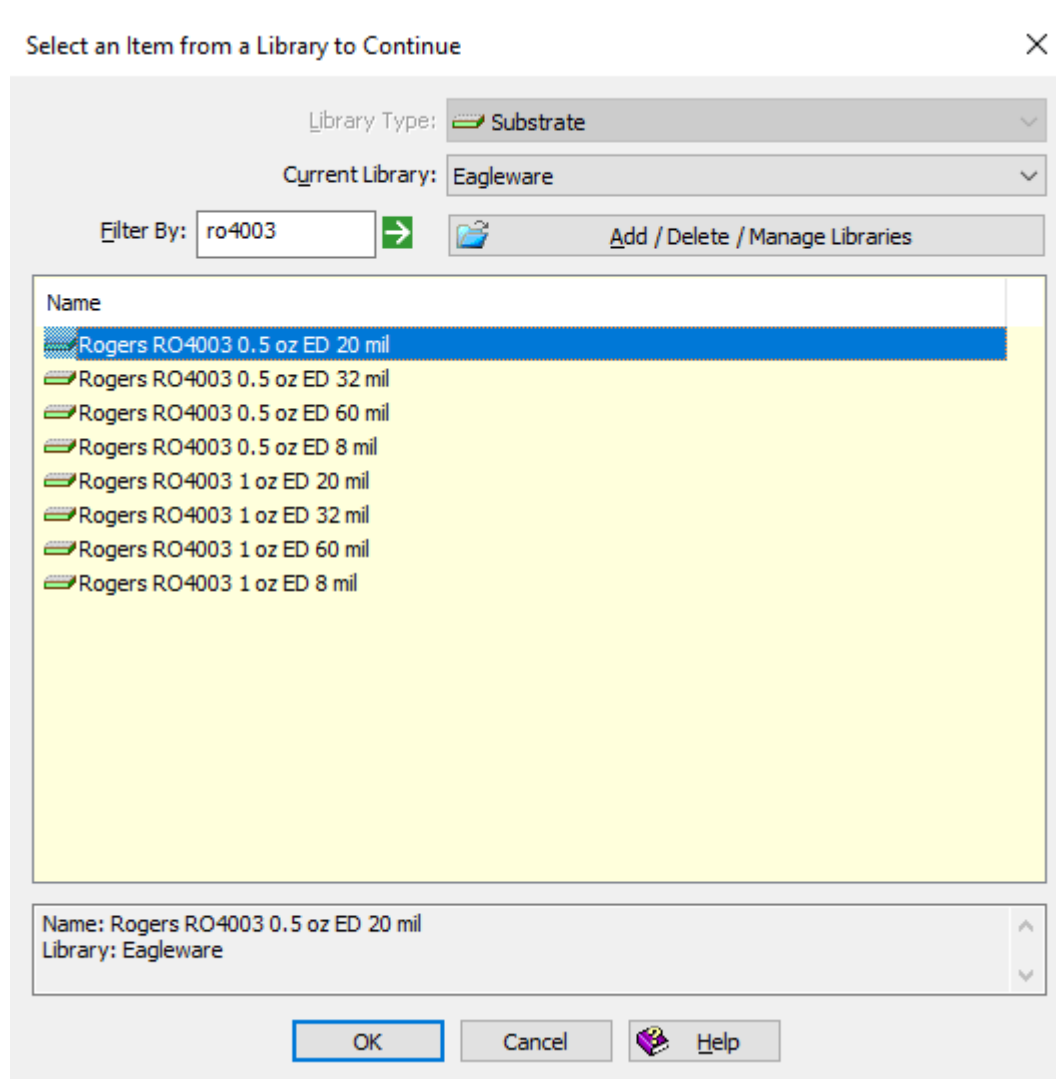 Select an Item from a Library to Continue
Library Type: Substrate
Current Library: Eagleware
Filter By: ro4003 Add / Delete / Manage Libraries
Name
Rogers RO4003 0.5 oz ED 20 mil
Rogers RO4003 0.5 oz ED 32 mil
Rogers RO4003 0.5 oz ED 60 mil
Rogers RO4003 0.5 oz ED 8 mil
Rogers RO4003 1 oz ED 20 mil
Rogers RO4003 1 oz ED 32 mil
Rogers RO4003 1 oz ED 60 mil
Rogers RO4003 1 oz ED 8 mil
Name: Rogers RO4003 0.5 oz ED 20 mil
Library: Eagleware
OK Cancel Help